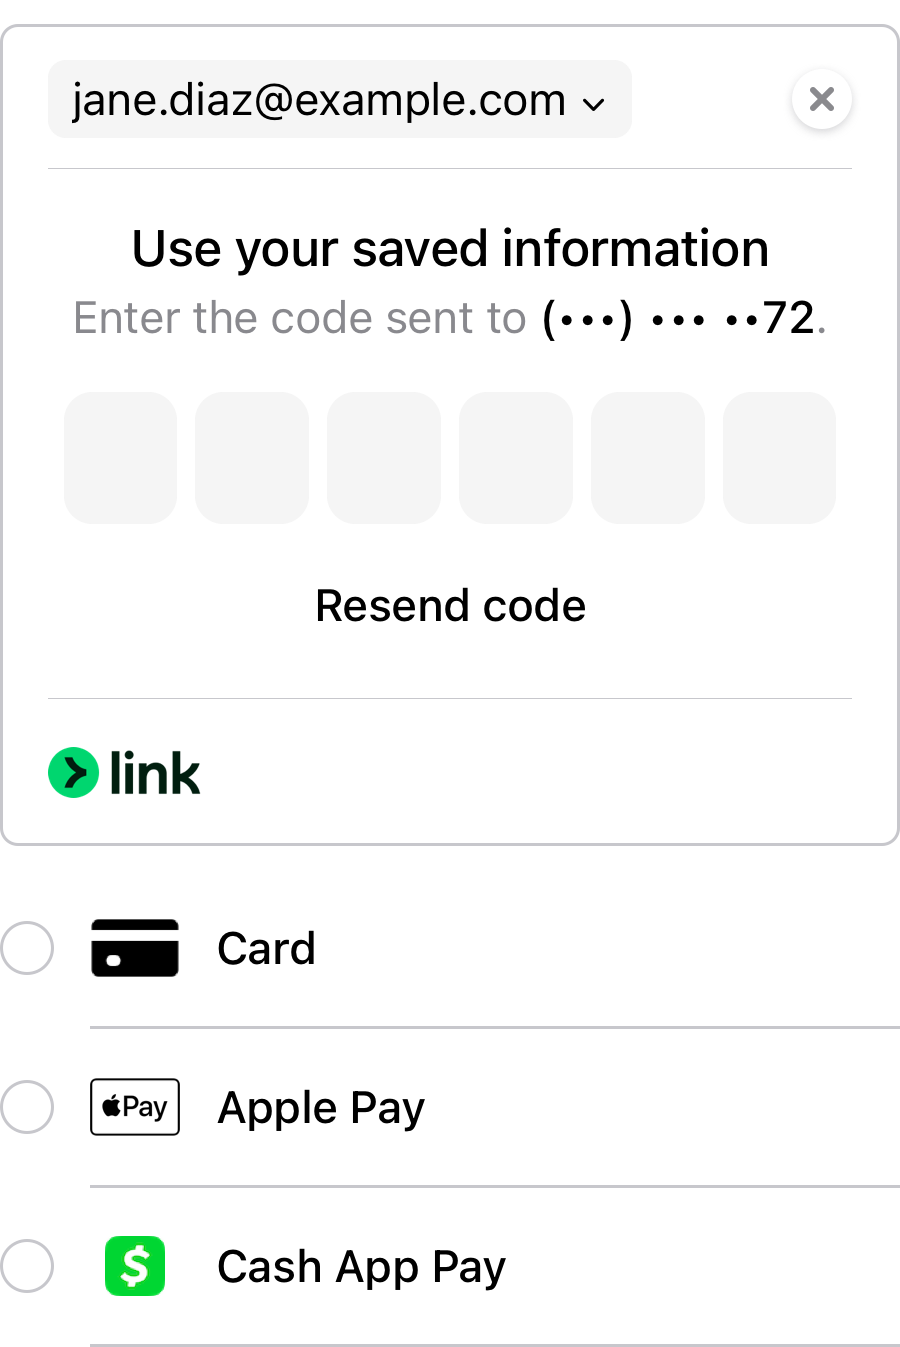 jane.diaz@example.com
Use your saved information
Enter the code sent to (•••) ••• ••72.
Resend code
link
Card
Pay Apple Pay
$ Cash App Pay